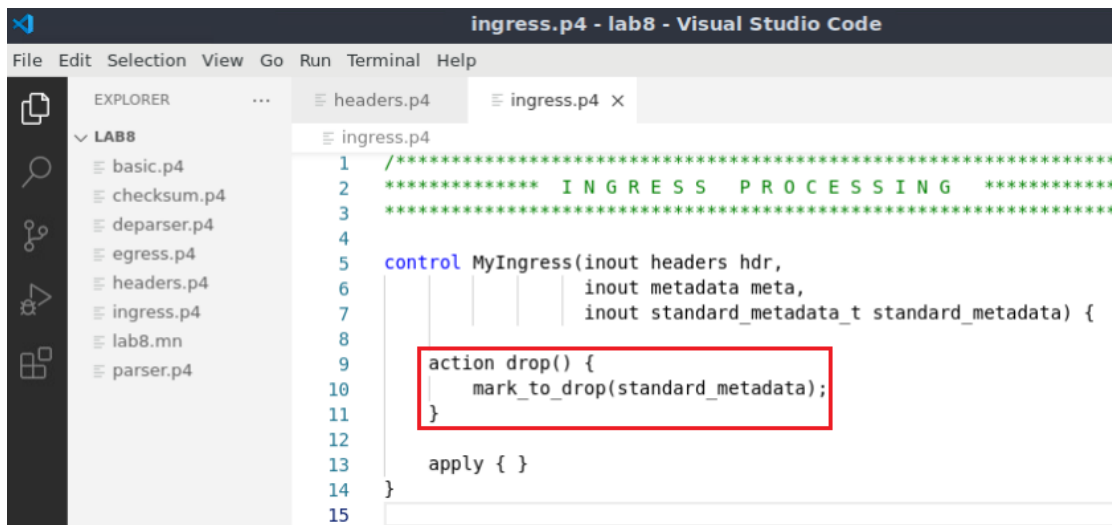 ingress.p4 - lab8 - Visual Studio Code
File Edit Selection View Go Run Terminal Help
EXPLORER ...
headers.p4 ingress.p4 ×
LAB8
ingress.p4
basic.p4
checksum.p4
deparser.p4
egress.p4
headers.p4
ingress.p4
lab8.mn
parser.p4
1 /*************************************************************************
2 ************** I N G R E S S   P R O C E S S I N G   ************
3 **************************************************************************
4
5 control MyIngress(inout headers hdr,
6                   inout metadata meta,
7                   inout standard_metadata_t standard_metadata) {
8
9     action drop() {
10         mark_to_drop(standard_metadata);
11     }
12
13     apply { }
14 }
15